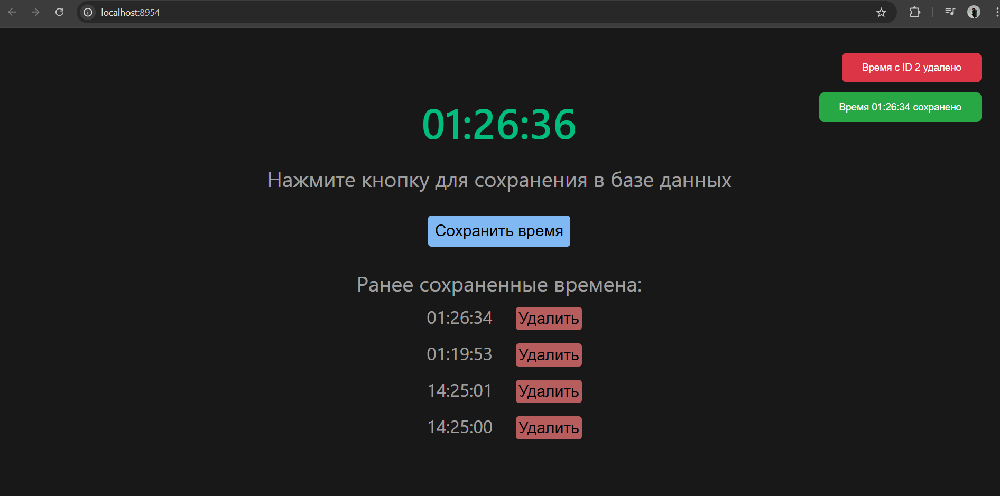 localhost:8954
Время с ID 2 удалено
Время 01:26:34 сохранено
01:26:36
Нажмите кнопку для сохранения в базе данных
Сохранить время
Ранее сохраненные времена:
01:26:34 Удалить
01:19:53 Удалить
14:25:01 Удалить
14:25:00 Удалить